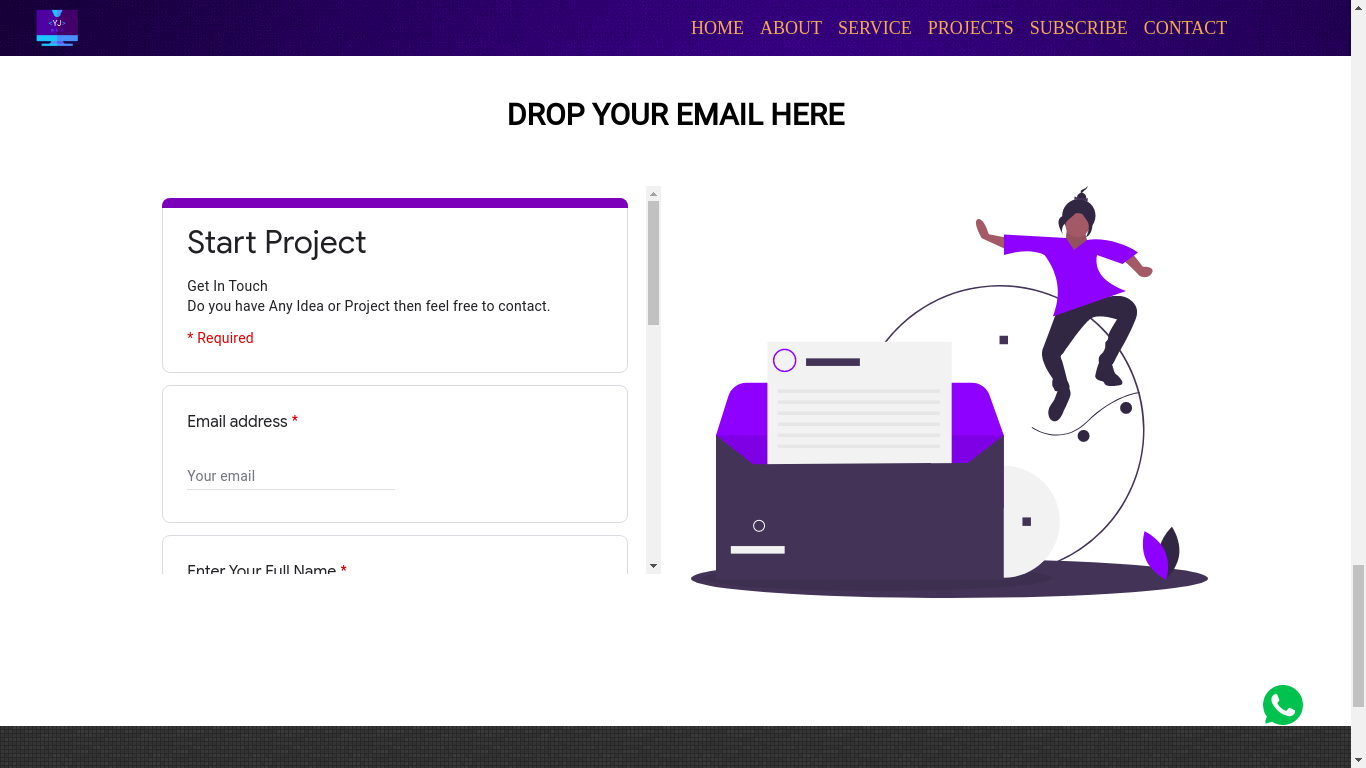 <YJ>
HOME ABOUT SERVICE PROJECTS SUBSCRIBE CONTACT
DROP YOUR EMAIL HERE
Start Project
Get In Touch
Do you have Any Idea or Project then feel free to contact.
* Required
Email address *
Your email
Enter Your Full Name *